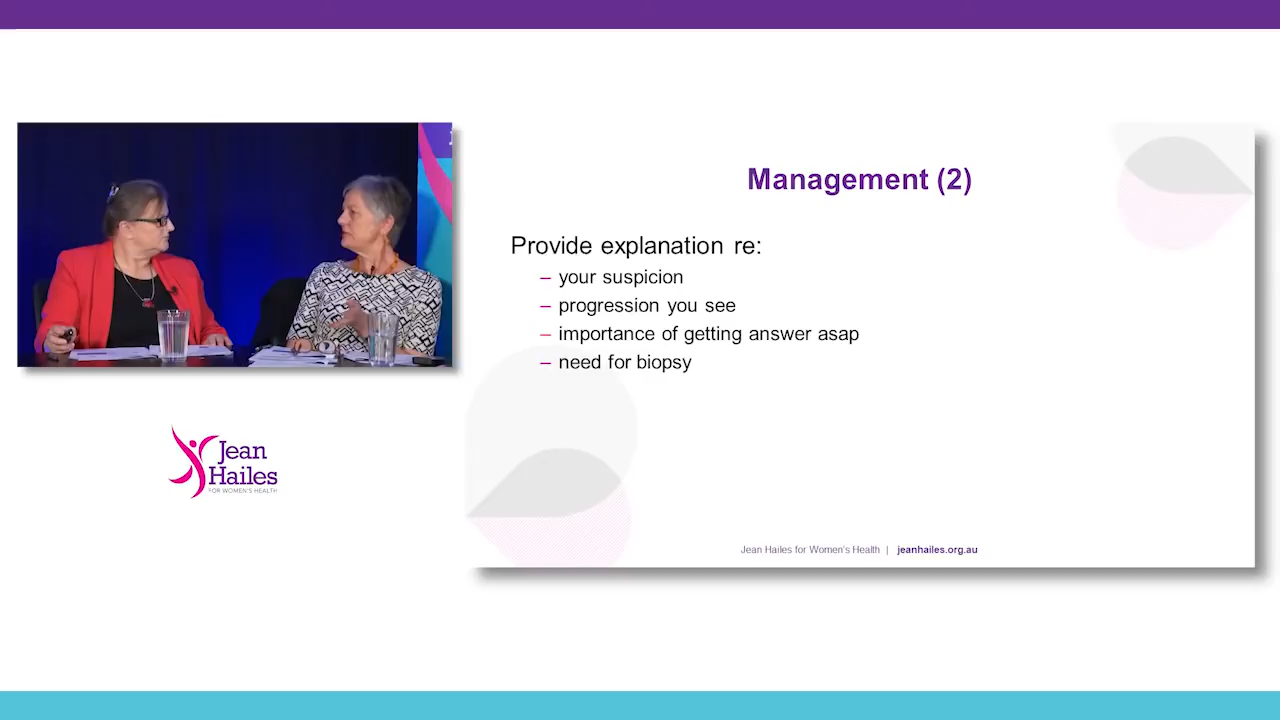 Management (2)
Provide explanation re:
– your suspicion
– progression you see
– importance of getting answer asap
– need for biopsy
Jean Hailes for Women's Health | jeanhailes.org.au
Jean
Hailes
FOR WOMEN'S HEALTH